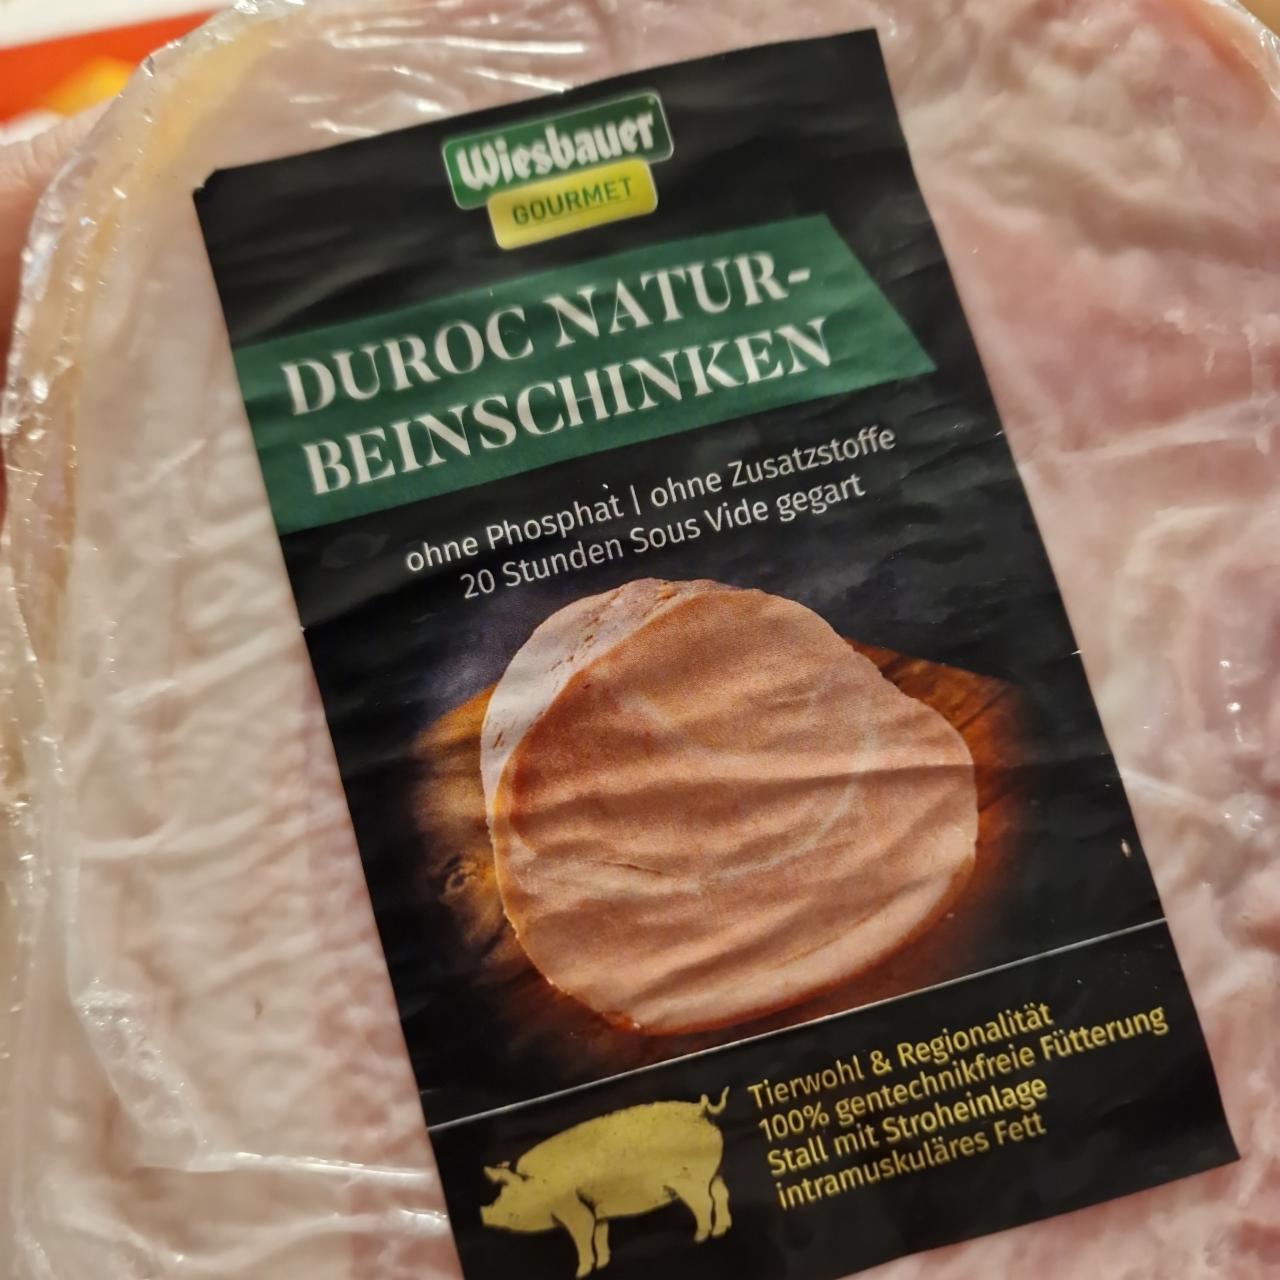 Wiesbauer
GOURMET
DUROC NATUR-
BEINSCHINKEN
ohne Phosphat | ohne Zusatzstoffe
20 Stunden Sous Vide gegart
Tierwohl & Regionalität
100% gentechnikfreie Fütterung
Stall mit Stroheinlage
intramuskuläres Fett